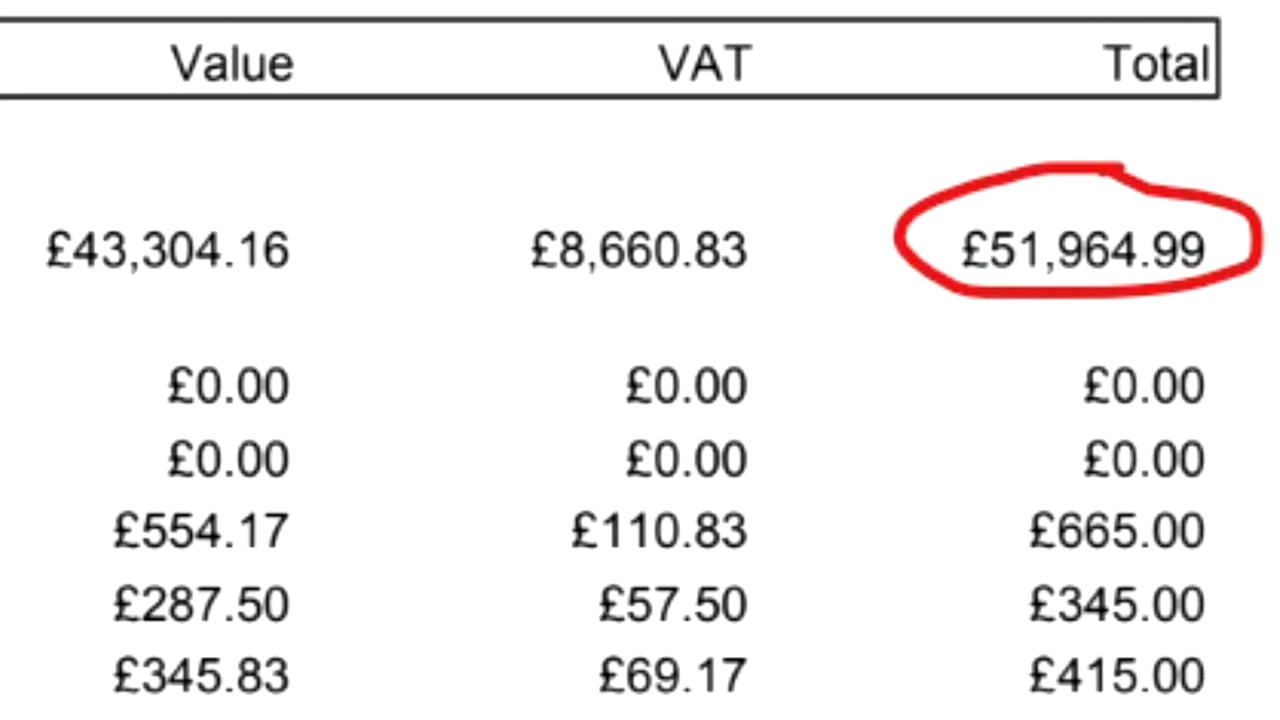 Value VAT Total
£43,304.16 £8,660.83 £51,964.99
£0.00 £0.00 £0.00
£0.00 £0.00 £0.00
£554.17 £110.83 £665.00
£287.50 £57.50 £345.00
£345.83 £69.17 £415.00